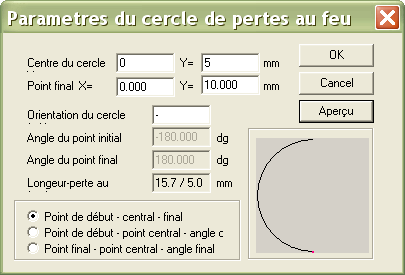 Parametres du cercle de pertes au feu
Centre du cercle 0 Y= 5 mm OK
Point final X= 0.000 Y= 10.000 mm Cancel
Orientation du cercle - Aperçu
Angle du point initial -180.000 dg
Angle du point final 180.000 dg
Longeur-perte au 15.7 / 5.0 mm
Point de début - central - final
Point de début - point central - angle c
Point final - point central - angle final